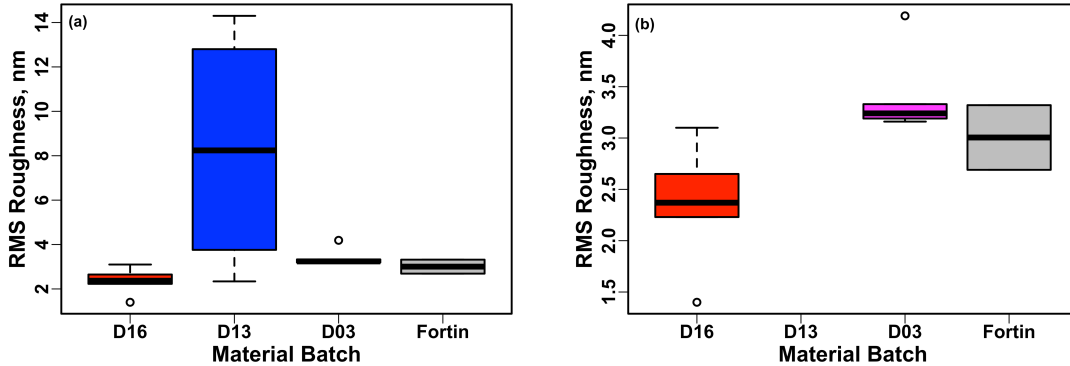 (a)
RMS Roughness, nm
14
12
10
8
6
4
2
D16 D13 D03 Fortin
Material Batch
(b)
RMS Roughness, nm
4.0
3.5
3.0
2.5
2.0
1.5
D16 D13 D03 Fortin
Material Batch